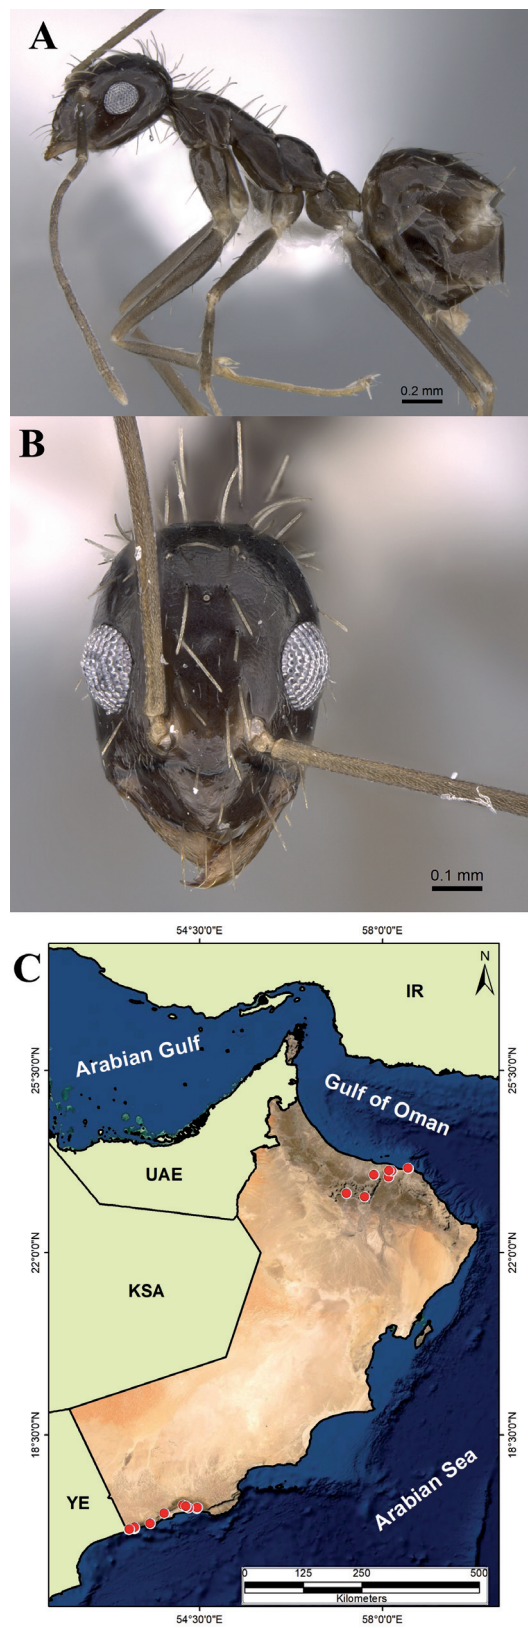 A
0.2 mm
B
0.1 mm
C
54°30'0"E
58°0'0"E
N
IR
Arabian Gulf
Gulf of Oman
25°30'0"N
25°30'0"N
UAE
22°0'0"N
22°0'0"N
KSA
18°30'0"N
18°30'0"N
YE
Arabian Sea
0 125 250 500
Kilometers
54°30'0"E
58°0'0"E